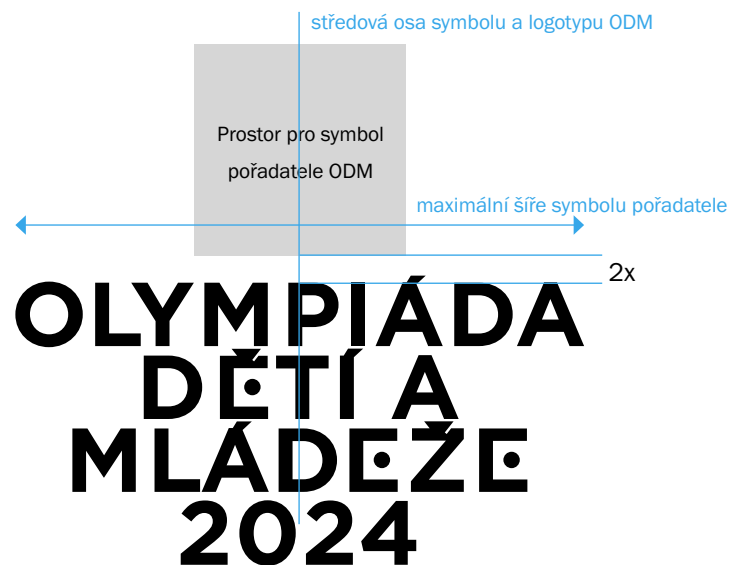 středová osa symbolu a logotypu ODM
Prostor pro symbol
pořadatele ODM
maximální šíře symbolu pořadatele
2x
OLYMPIÁDA
DĚTÍ A
MLÁDEŽE
2024